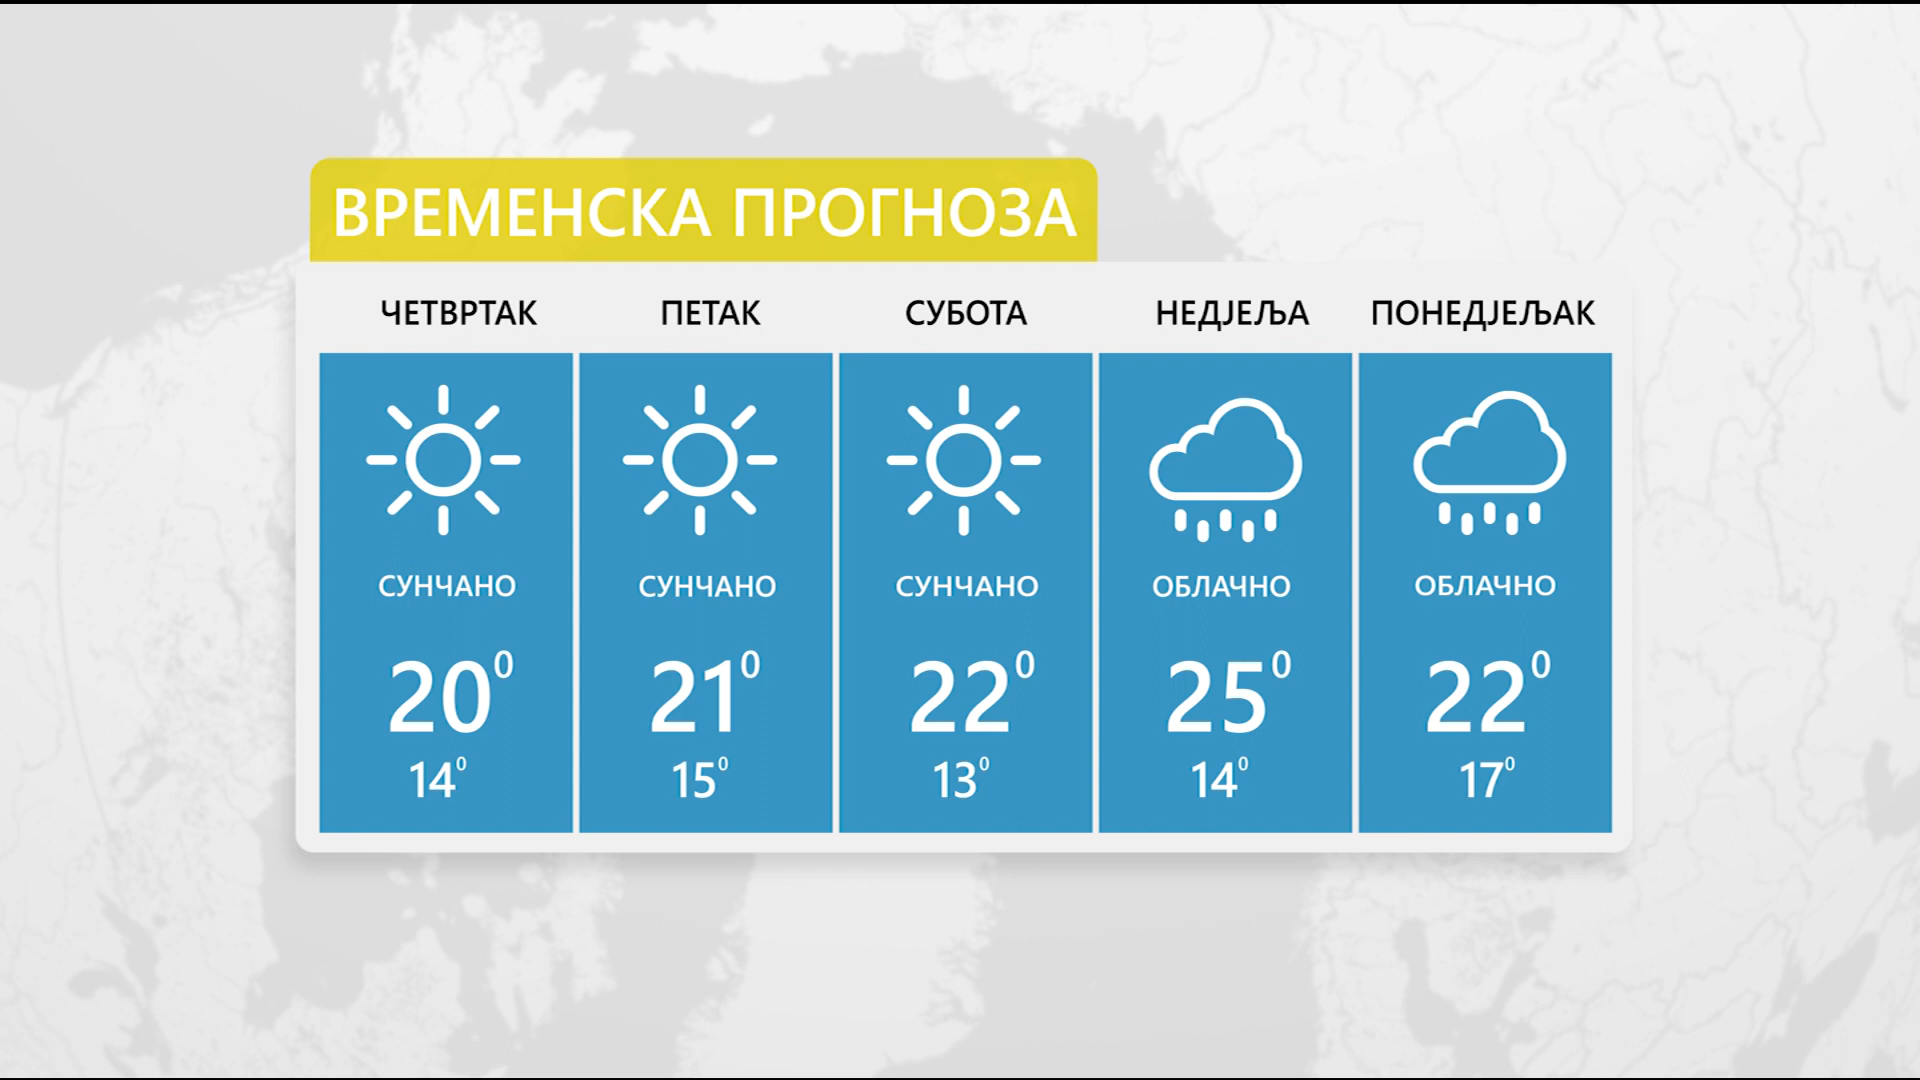 ВРЕМЕНСКА ПРОГНОЗА
ЧЕТВРТАК ПЕТАК СУБОТА НЕДЈЕЉА ПОНЕДЈЕЉАК
СУНЧАНО СУНЧАНО СУНЧАНО ОБЛАЧНО ОБЛАЧНО
20⁰ 21⁰ 22⁰ 25⁰ 22⁰
14⁰ 15⁰ 13⁰ 14⁰ 17⁰